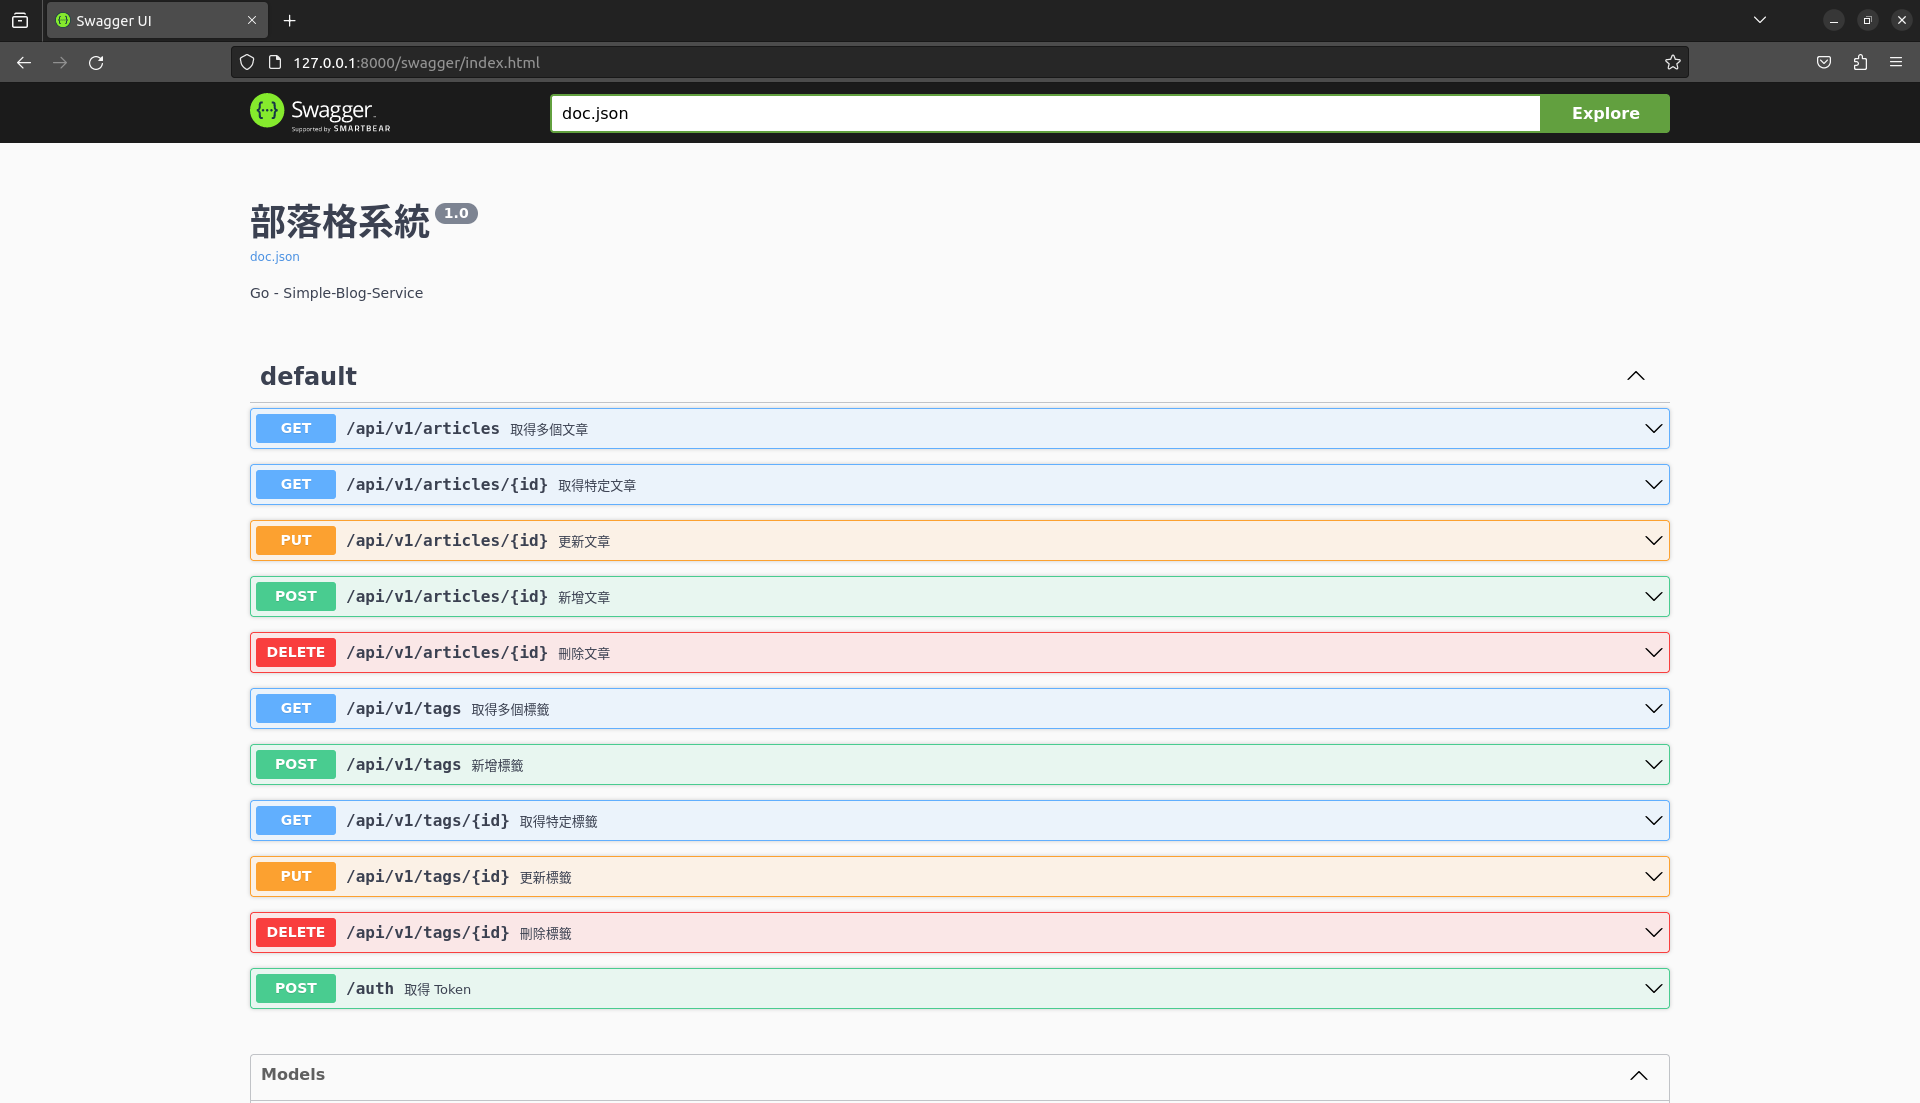 Swagger UI
127.0.0.1:8000/swagger/index.html
Swagger
Supported by SMARTBEAR
doc.json
Explore
部落格系統 1.0
doc.json
Go - Simple-Blog-Service
default
GET /api/v1/articles 取得多個文章
GET /api/v1/articles/{id} 取得特定文章
PUT /api/v1/articles/{id} 更新文章
POST /api/v1/articles/{id} 新增文章
DELETE /api/v1/articles/{id} 刪除文章
GET /api/v1/tags 取得多個標籤
POST /api/v1/tags 新增標籤
GET /api/v1/tags/{id} 取得特定標籤
PUT /api/v1/tags/{id} 更新標籤
DELETE /api/v1/tags/{id} 刪除標籤
POST /auth 取得 Token
Models